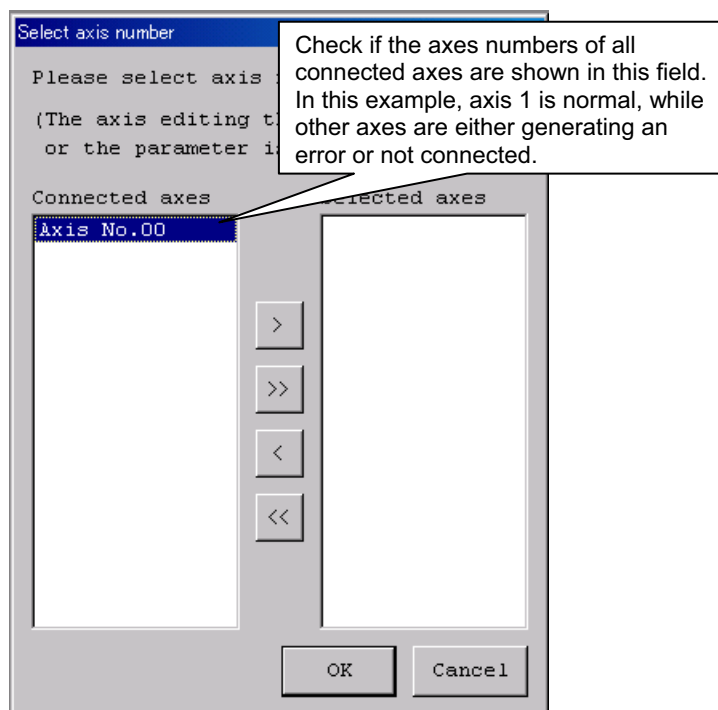 Select axis number
Check if the axes numbers of all
connected axes are shown in this field.
In this example, axis 1 is normal, while
other axes are either generating an
error or not connected.
Please select axis
(The axis editing
or the parameter
Connected axes
Selected axes
Axis No.00
>
>>
<
<<
OK
Cancel